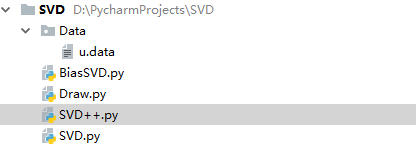 SVD D:\PycharmProjects\SVD
Data
u.data
BiasSVD.py
Draw.py
SVD++.py
SVD.py